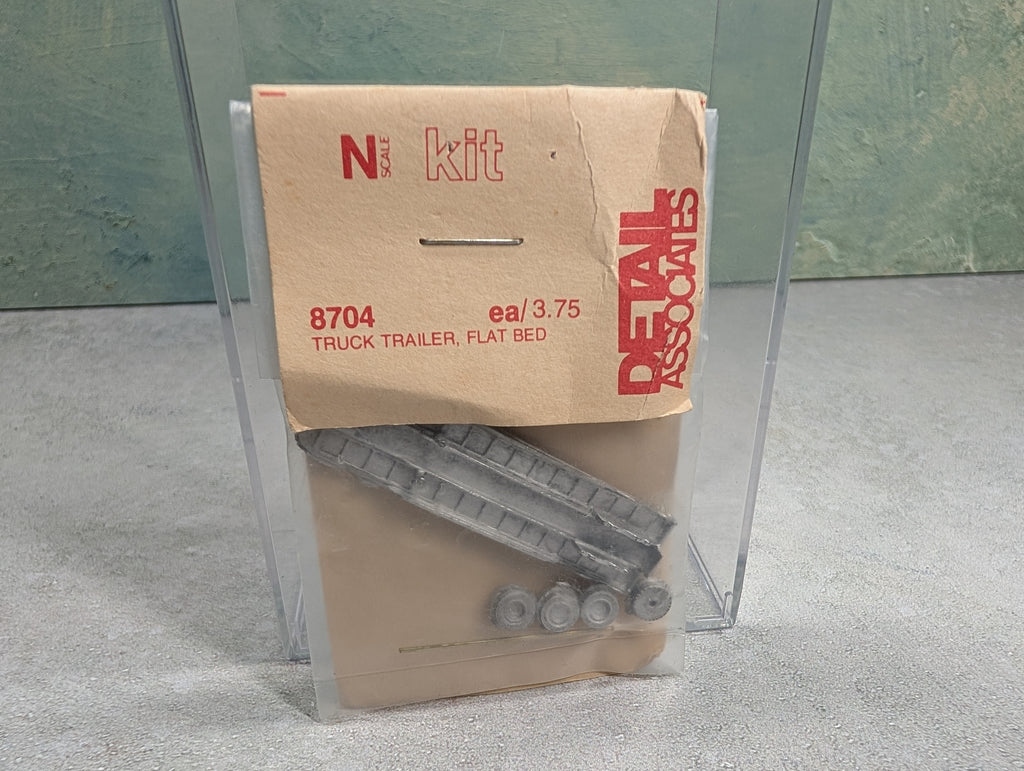 N SCALE kit
8704 ea/3.75
TRUCK TRAILER, FLAT BED
DETAIL
ASSOCIATES